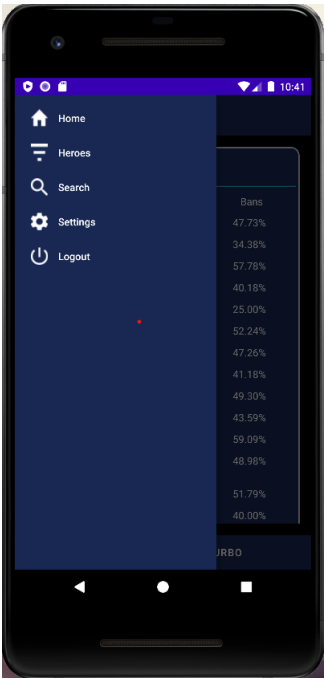 10:41
Home
Heroes
Search
Settings
Logout
Bans
47.73%
34.38%
57.78%
40.18%
25.00%
52.24%
47.26%
41.18%
49.30%
43.59%
59.09%
48.98%
51.79%
40.00%
URBO